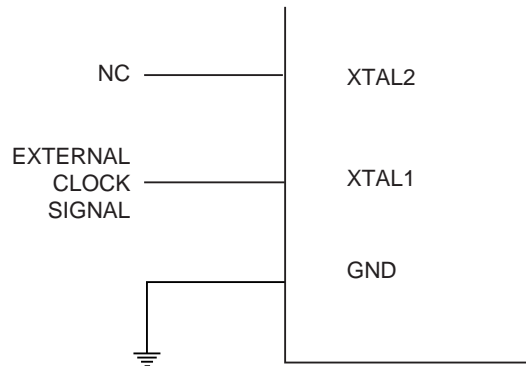 NC
XTAL2
EXTERNAL
CLOCK
SIGNAL
XTAL1
GND